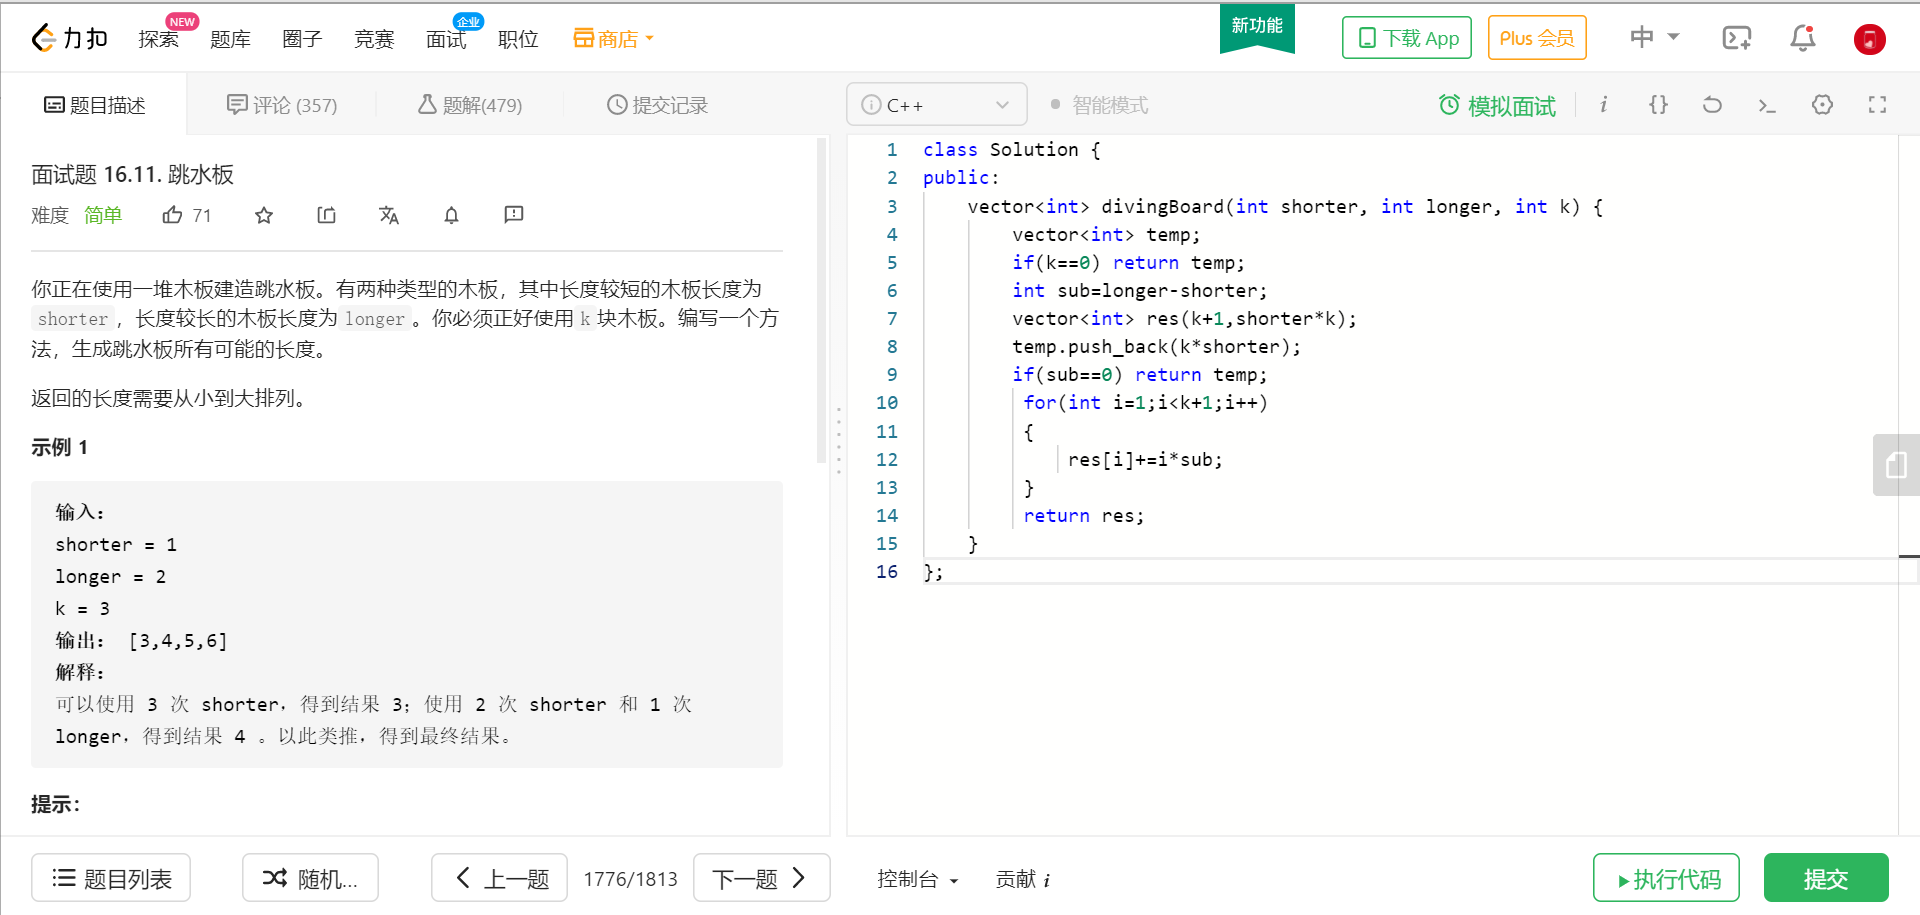 力扣
探索
NEW
题库
圈子
竞赛
面试
企业
职位
商店
新功能
下载 App
Plus 会员
中
题目描述
评论 (357)
题解(479)
提交记录
C++
智能模式
模拟面试
面试题 16.11. 跳水板
难度 简单 71
你正在使用一堆木板建造跳水板。有两种类型的木板，其中长度较短的木板长度为
shorter，长度较长的木板长度为longer。你必须正好使用k块木板。编写一个方
法，生成跳水板所有可能的长度。
返回的长度需要从小到大排列。
示例 1
输入：
shorter = 1
longer = 2
k = 3
输出： [3,4,5,6]
解释：
可以使用 3 次 shorter，得到结果 3；使用 2 次 shorter 和 1 次
longer，得到结果 4 。以此类推，得到最终结果。
提示：
1 class Solution {
2 public:
3 vector<int> divingBoard(int shorter, int longer, int k) {
4 vector<int> temp;
5 if(k==0) return temp;
6 int sub=longer-shorter;
7 vector<int> res(k+1,shorter*k);
8 temp.push_back(k*shorter);
9 if(sub==0) return temp;
10 for(int i=1;i<k+1;i++)
11 {
12 res[i]+=i*sub;
13 }
14 return res;
15 }
16 };
题目列表
随机...
上一题
1776/1813
下一题
控制台
贡献 i
执行代码
提交